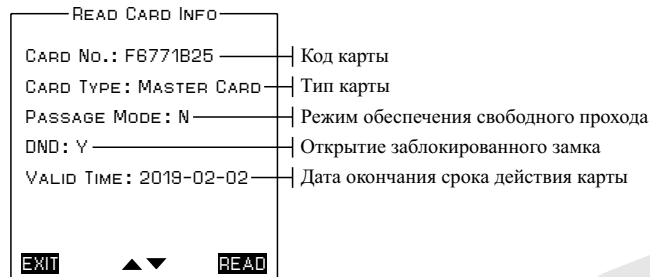 READ CARD INFO
CARD NO.: F6771B25 Код карты
CARD TYPE: MASTER CARD Тип карты
PASSAGE MODE: N Режим обеспечения свободного прохода
DND: Y Открытие заблокированного замка
VALID TIME: 2019-02-02 Дата окончания срока действия карты
EXIT ▲▼ READ